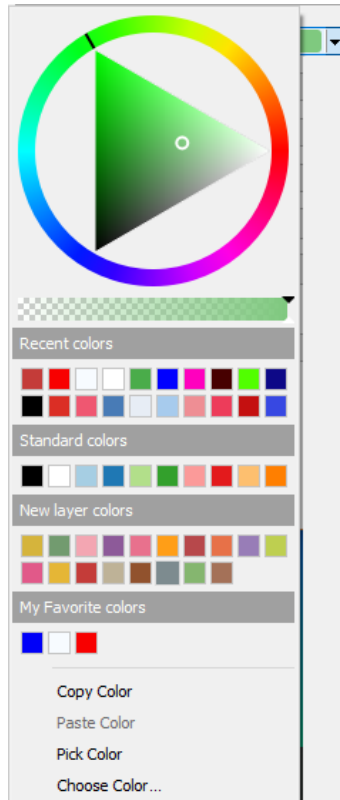 Recent colors
Standard colors
New layer colors
My Favorite colors
Copy Color
Paste Color
Pick Color
Choose Color...